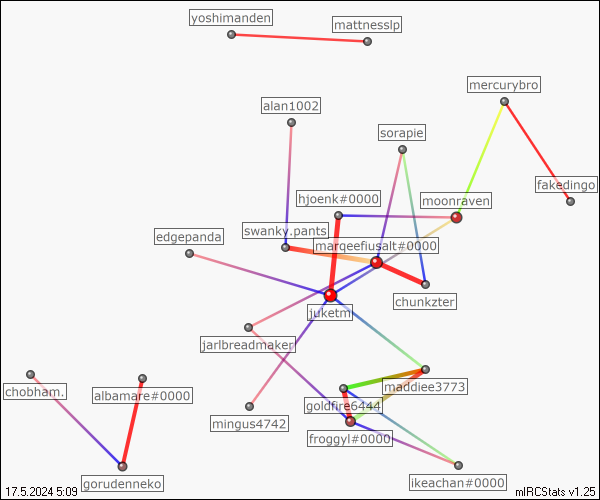 yoshimanden
mattnesslp
mercurybro
alan1002
sorapie
fakedingo
hjoenk#0000
moonraven
swanky.pants
edgepanda
marqeefiusalt#0000
chunkzter
juketm
jarlbreadmaker
maddiee3773
chobham.
albamare#0000
goldfire6444
mingus4742
froggyl#0000
gorudenneko
ikeachan#0000
17.5.2024 5:09
mIRCStats v1.25